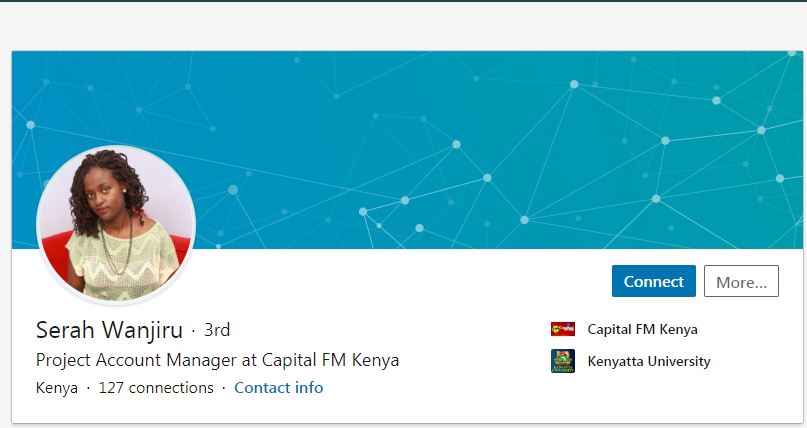 Connect
More...
Serah Wanjiru · 3rd
Project Account Manager at Capital FM Kenya
Kenya · 127 connections · Contact info
Capital FM Kenya
Kenyatta University